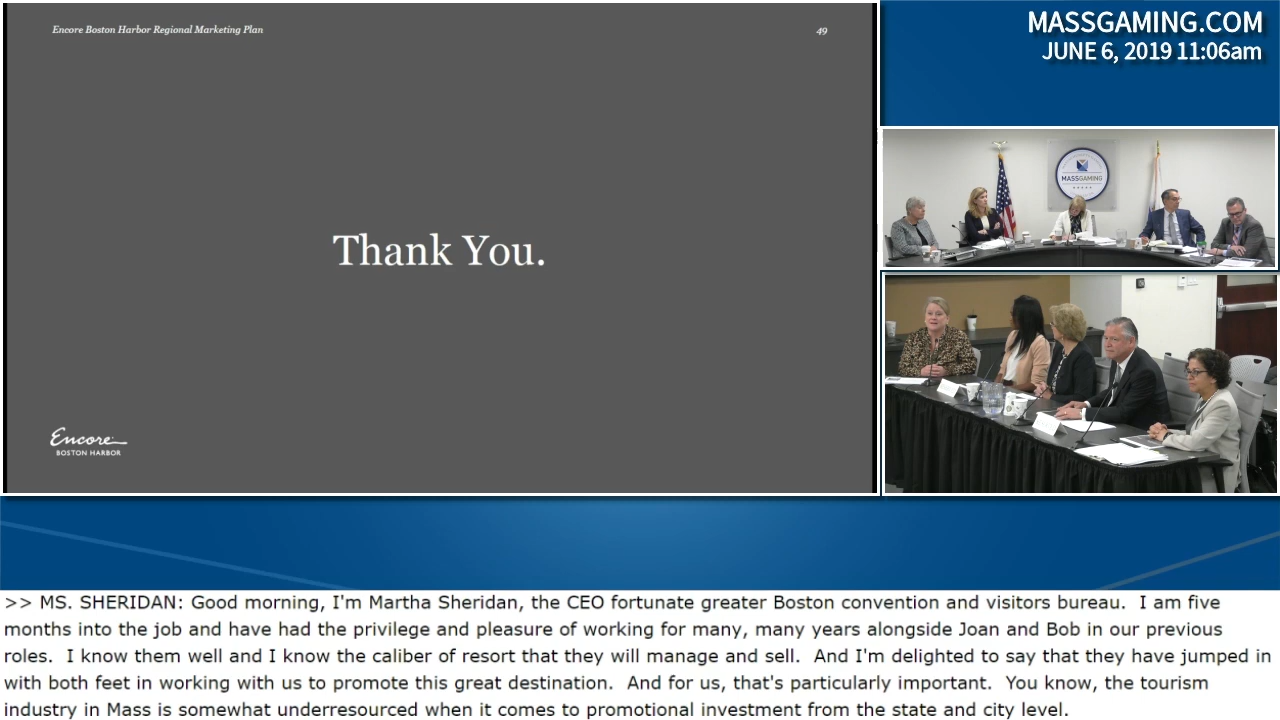 Encore Boston Harbor Regional Marketing Plan
49
Thank You.
Encore
BOSTON HARBOR
MASSGAMING.COM
JUNE 6, 2019 11:06am
MASSGAMING
>> MS. SHERIDAN: Good morning, I'm Martha Sheridan, the CEO fortunate greater Boston convention and visitors bureau.  I am five
months into the job and have had the privilege and pleasure of working for many, many years alongside Joan and Bob in our previous
roles.  I know them well and I know the caliber of resort that they will manage and sell.  And I'm delighted to say that they have jumped in
with both feet in working with us to promote this great destination.  And for us, that's particularly important.  You know, the tourism
industry in Mass is somewhat underresourced when it comes to promotional investment from the state and city level.